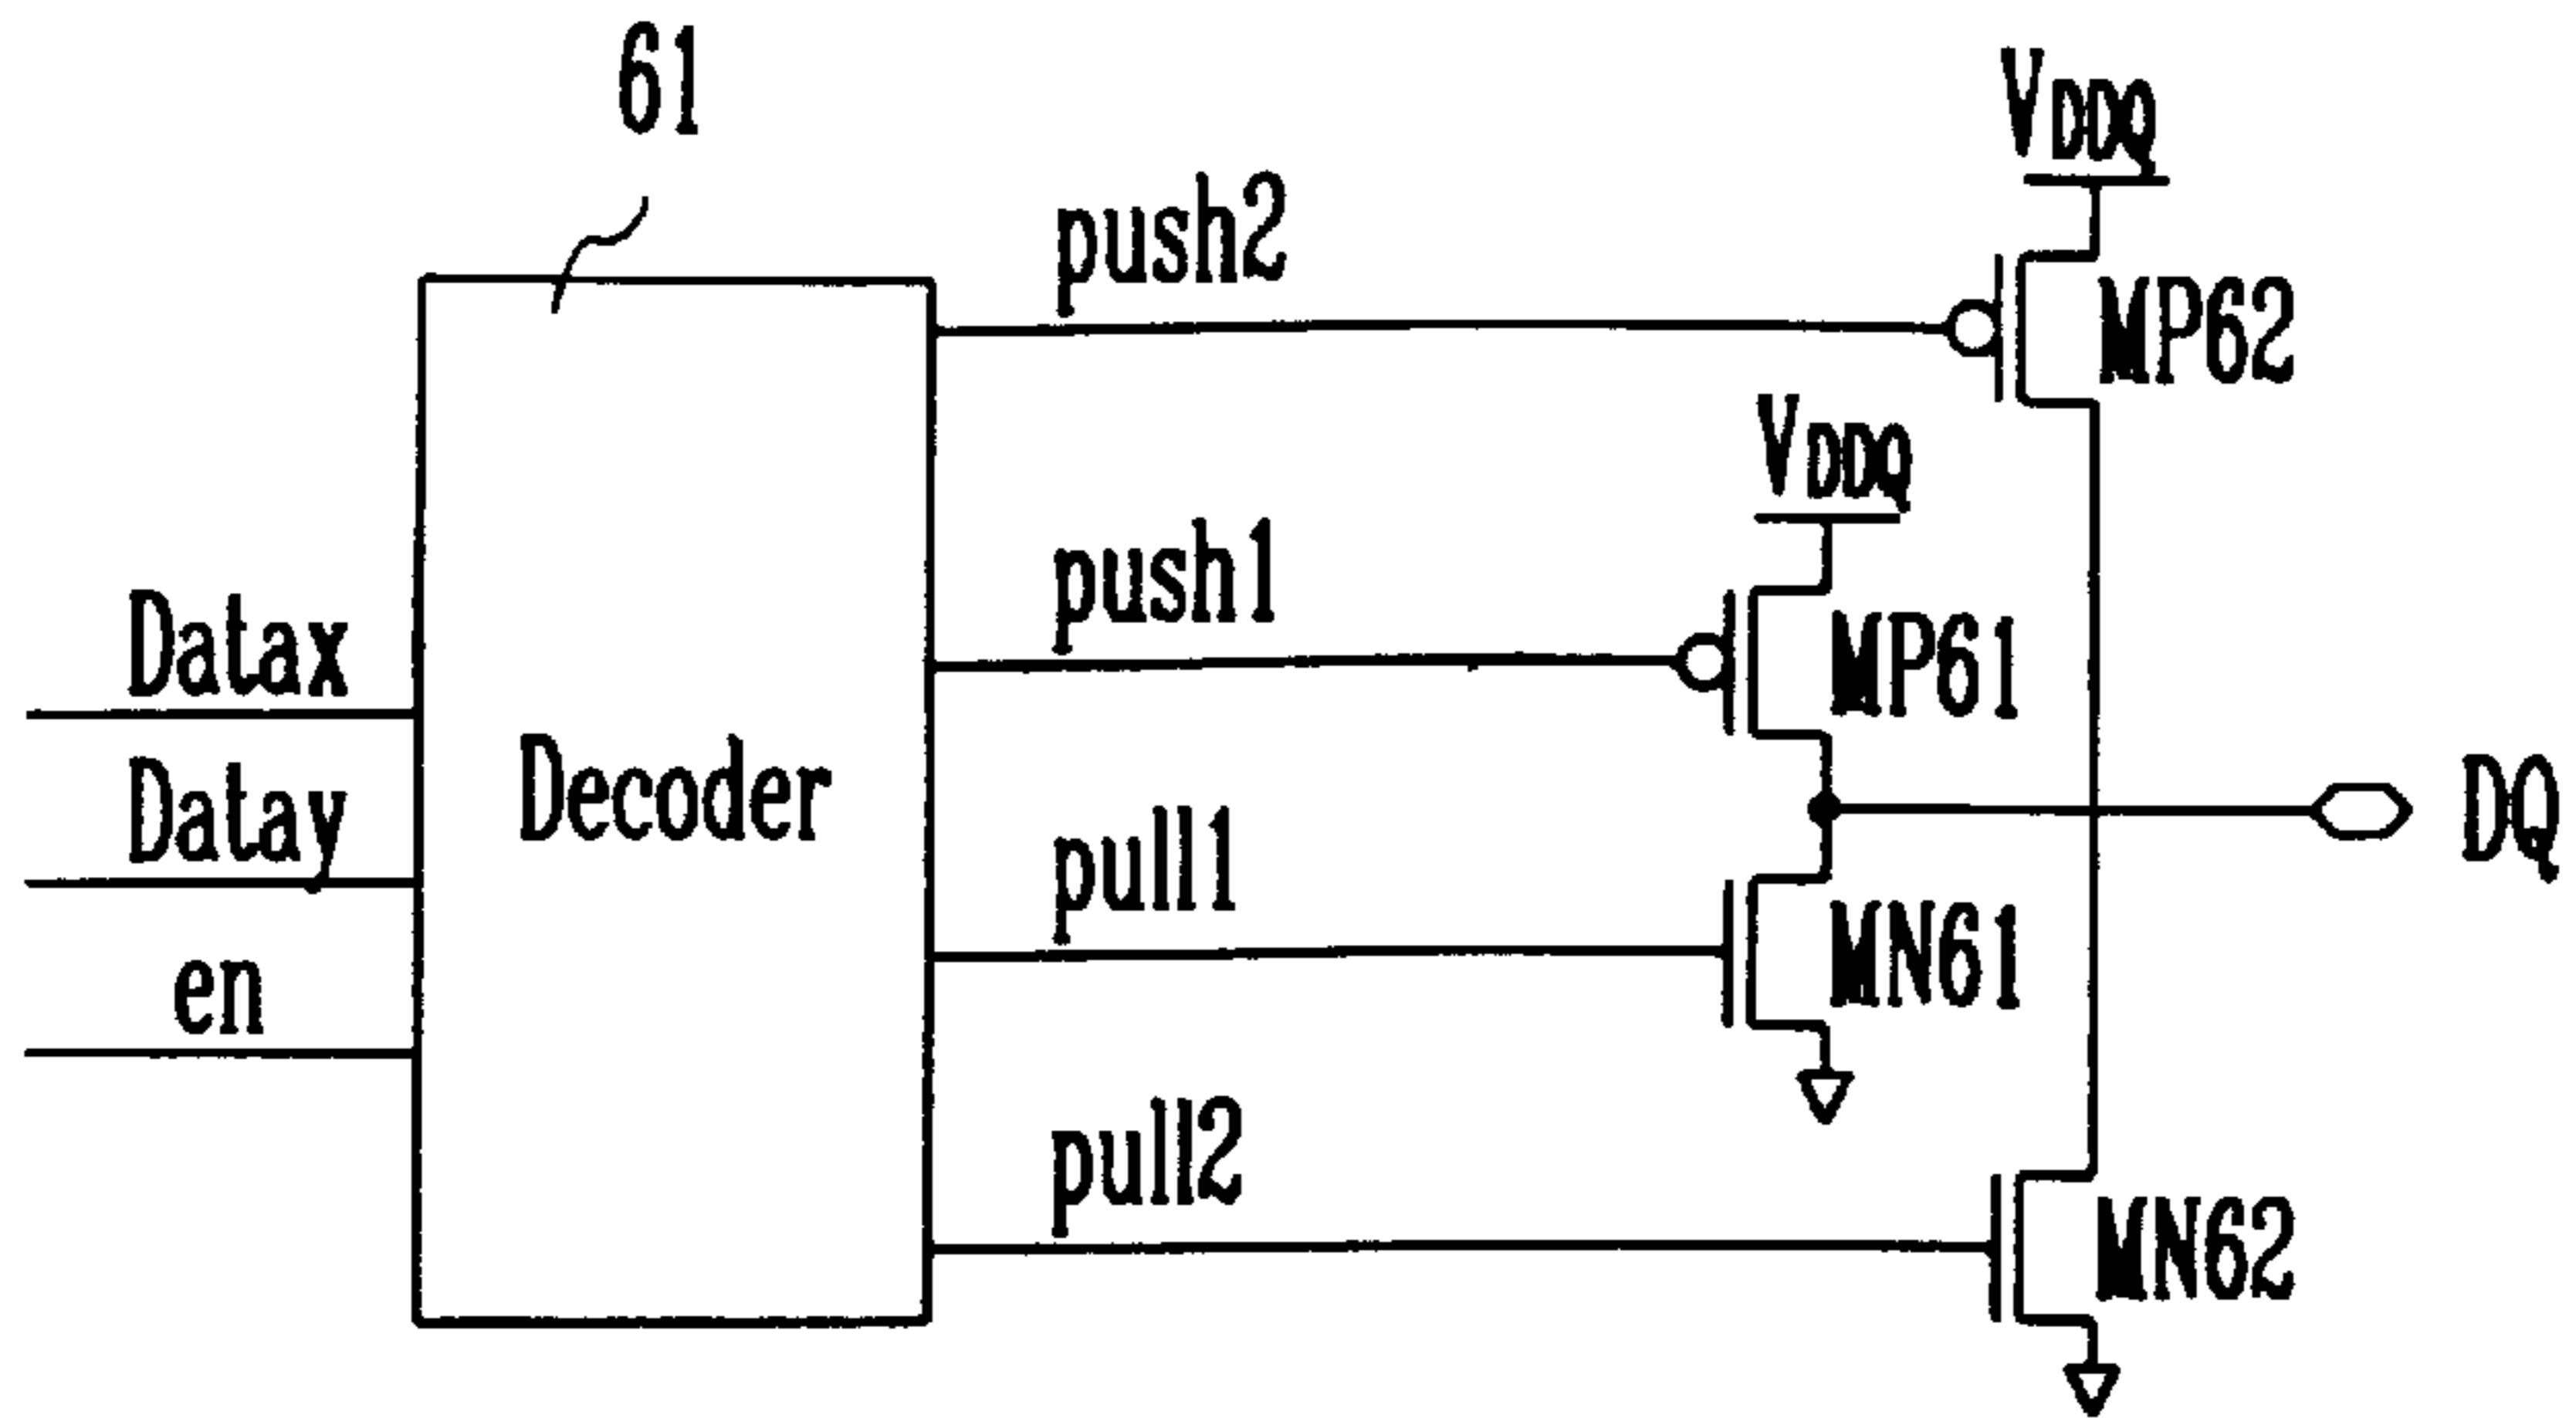 61
VDDQ
push2
MP62
VDDQ
push1
MP61
Datax
Datay
Decoder
DQ
pull1
MN61
en
pull2
MN62